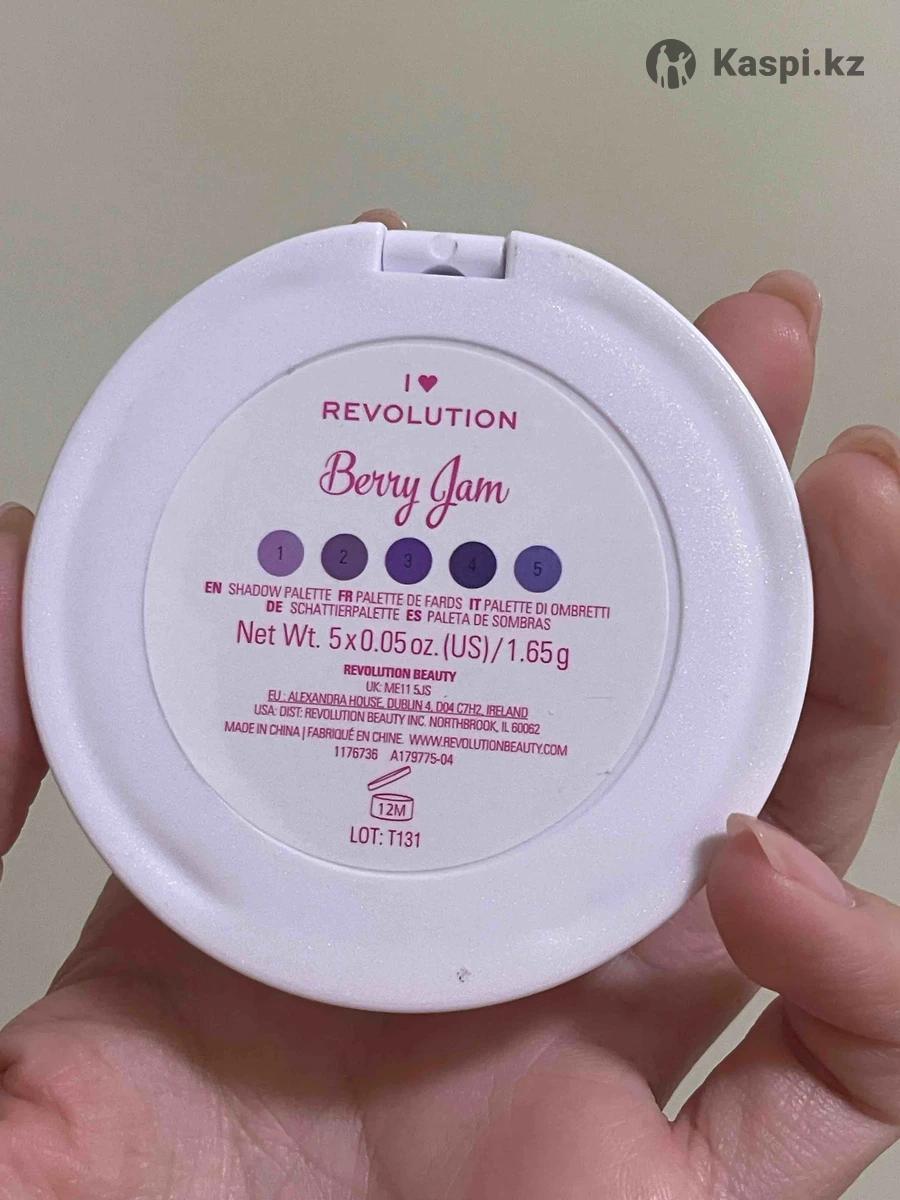 Kaspi.kz
I ♥
REVOLUTION
Berry Jam
1 2 3 4 5
EN SHADOW PALETTE FR PALETTE DE FARDS IT PALETTE DI OMBRETTI
DE SCHATTIERPALETTE ES PALETA DE SOMBRAS
Net Wt. 5x0.05 oz. (US)/1.65g
REVOLUTION BEAUTY
UK: ME11 5JS
EU: ALEXANDRA HOUSE, DUBLIN 4, D04 C7H2, IRELAND
USA: DIST: REVOLUTION BEAUTY INC. NORTHBROOK, IL 60062
MADE IN CHINA | FABRIQUÉ EN CHINE. WWW.REVOLUTIONBEAUTY.COM
1176736 A179775-04
12M
LOT: T131